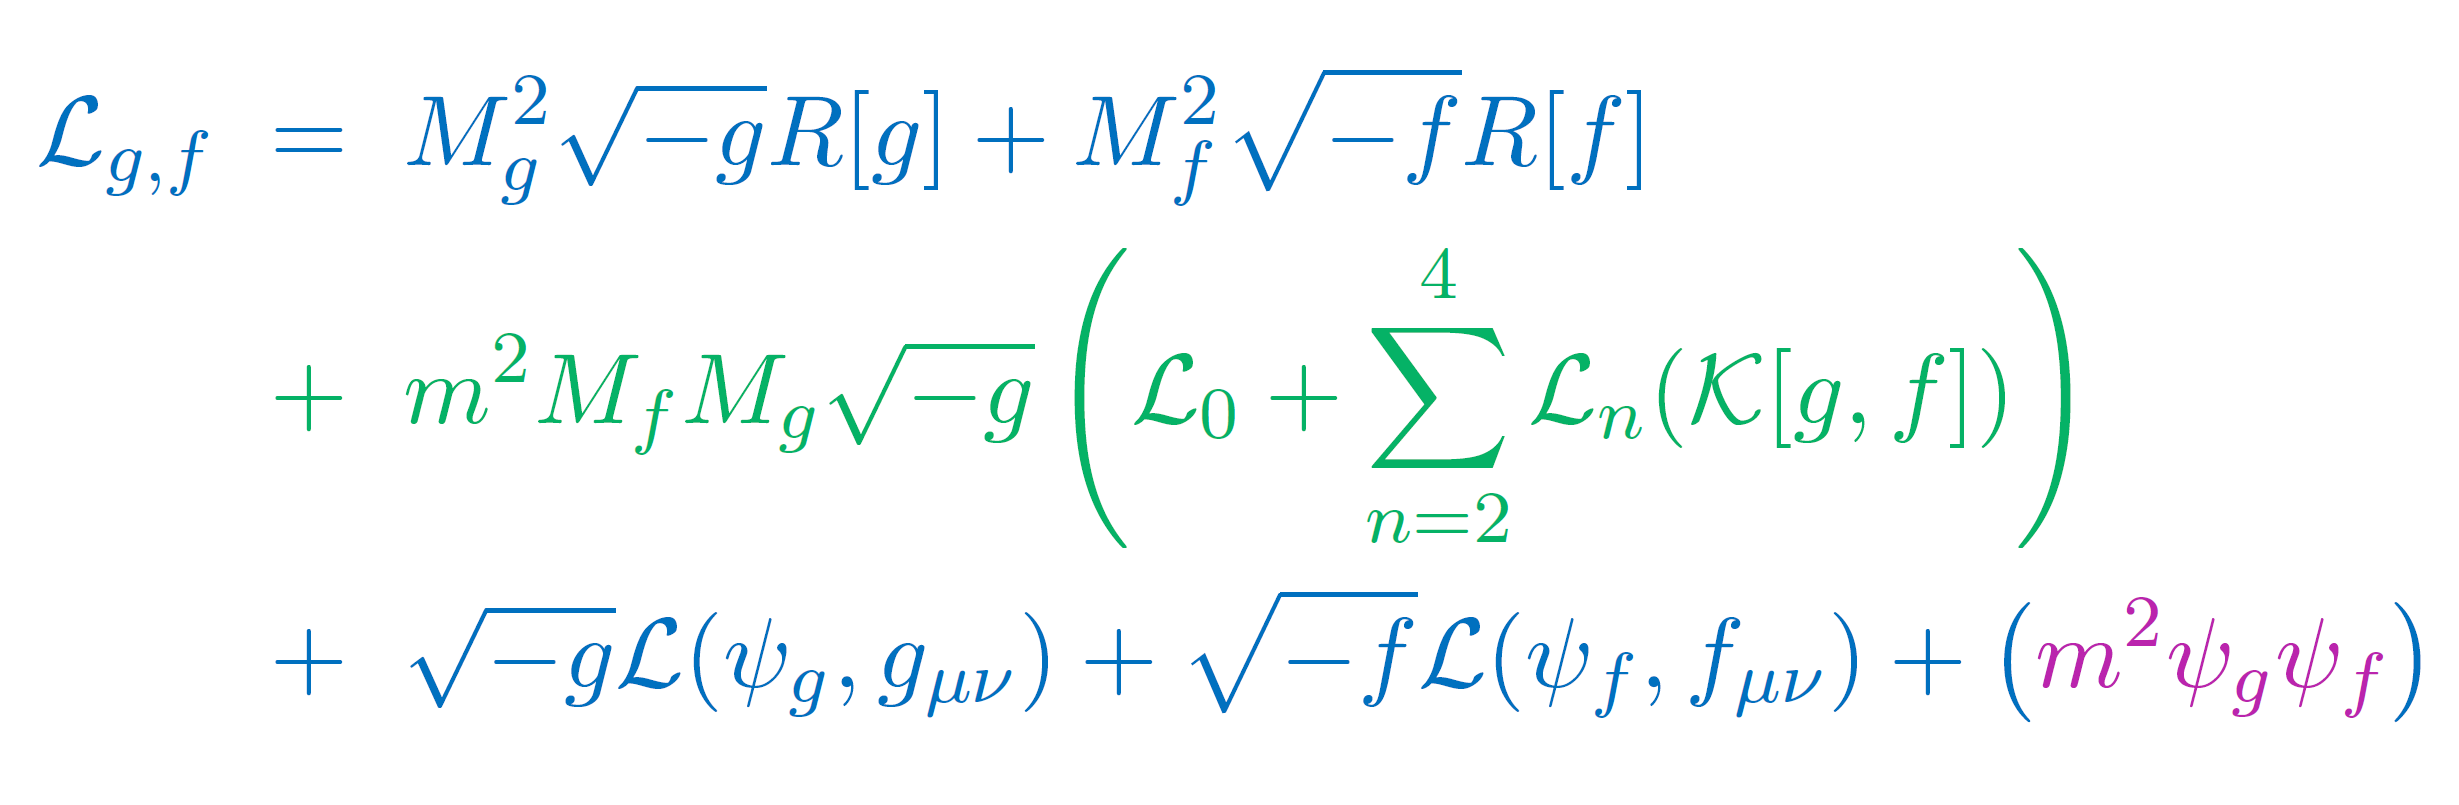 ℒ_{g,f} = M_g^2 √(−g) R[g] + M_f^2 √(−f) R[f]
+ m^2 M_f M_g √(−g) ( ℒ_0 + ∑_{n=2}^{4} ℒ_n(𝒦[g, f]) )
+ √(−g) ℒ(ψ_g, g_{μν}) + √(−f) ℒ(ψ_f, f_{μν}) + (m^2 ψ_g ψ_f)